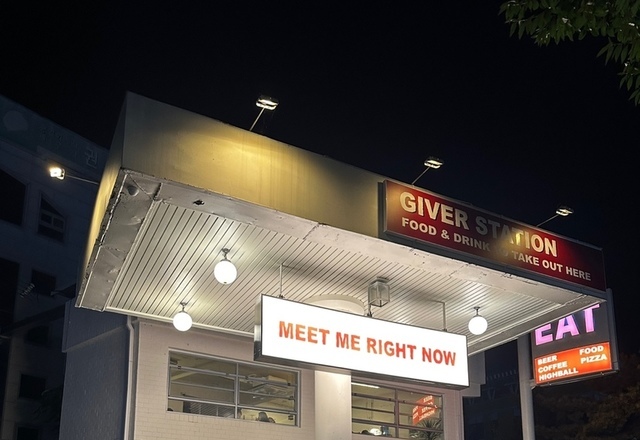 GIVER STATION
FOOD & DRINK TAKE OUT HERE
MEET ME RIGHT NOW
EAT
BEER FOOD
COFFEE PIZZA
HIGHBALL